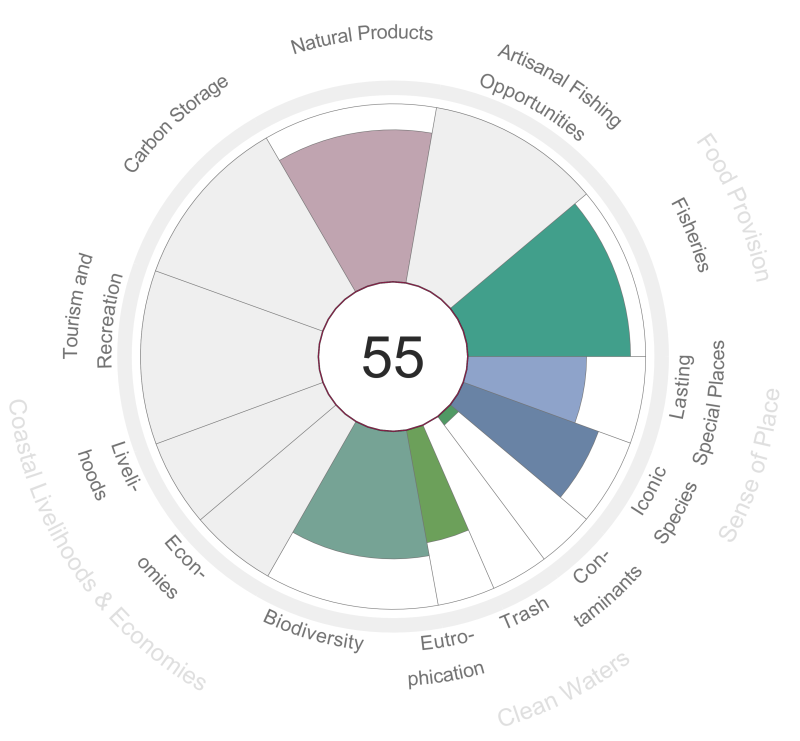 Natural Products
Artisanal Fishing
Opportunities
Carbon Storage
Food Provision
Fisheries
Tourism and
Recreation
55
Lasting
Special Places
Sense of Place
Iconic
Species
Liveli-
hoods
Coastal Livelihoods & Economies
Econ-
omies
Con-
taminants
Trash
Biodiversity
Eutro-
phication
Clean Waters